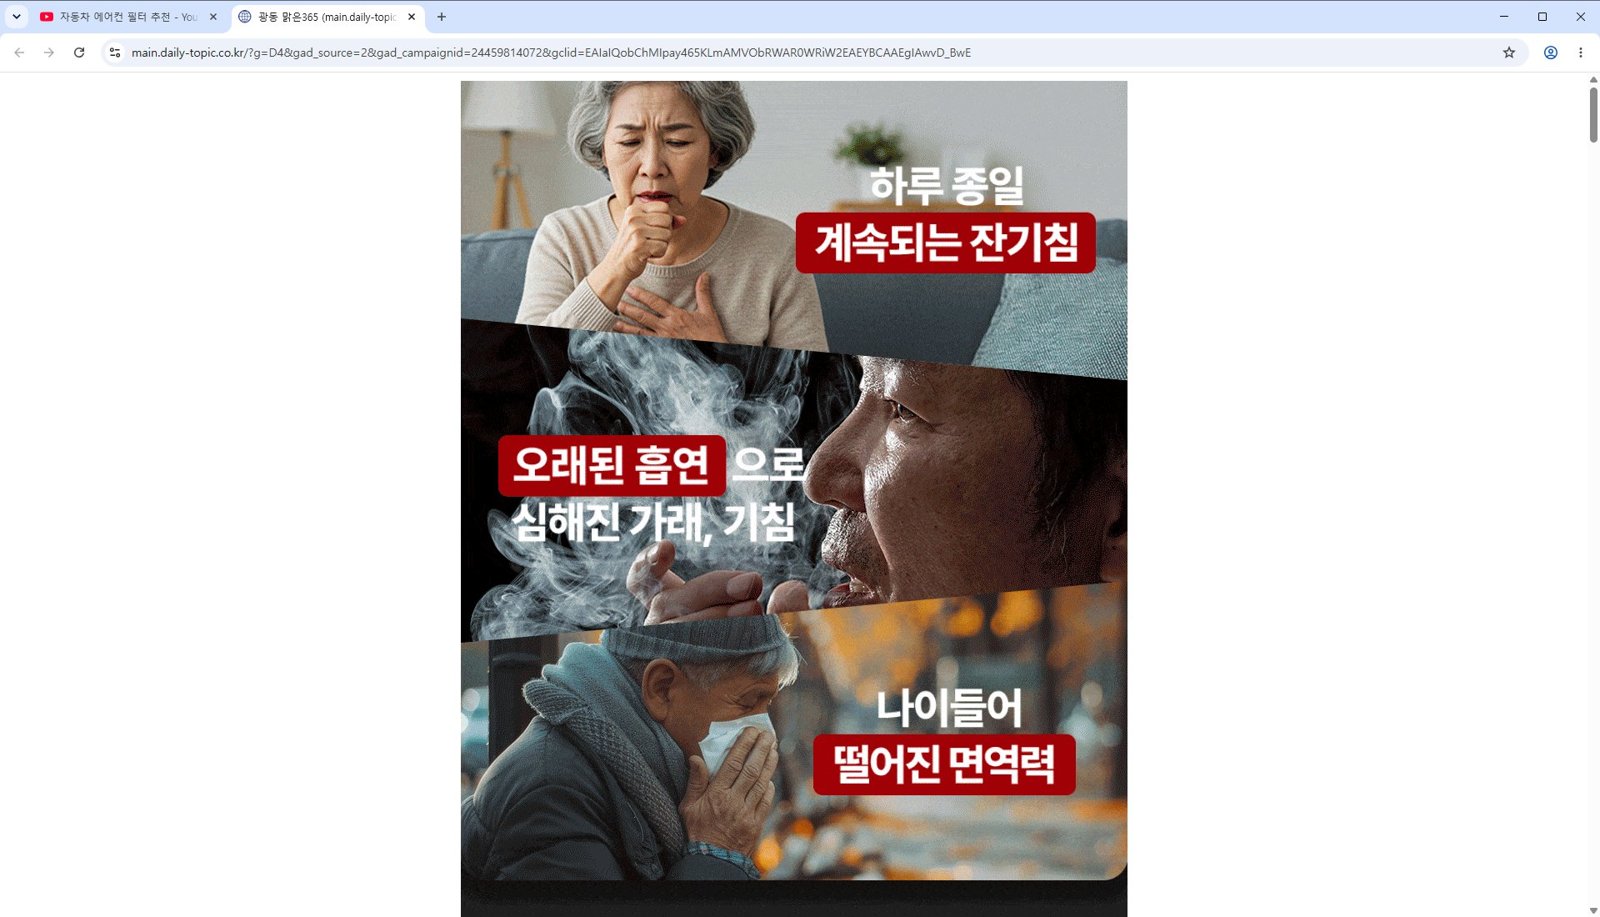 자동차 에어컨 필터 추천 - You
광동 맑은365 (main.daily-topic
main.daily-topic.co.kr/?g=D4&gad_source=2&gad_campaignid=24459814072&gclid=EAIaIQobChMIpay465KLmAMVObRWAR0WRiW2EAEYBCAAEgIAwvD_BwE
하루 종일
계속되는 잔기침
오래된 흡연 으로
심해진 가래, 기침
나이들어
떨어진 면역력